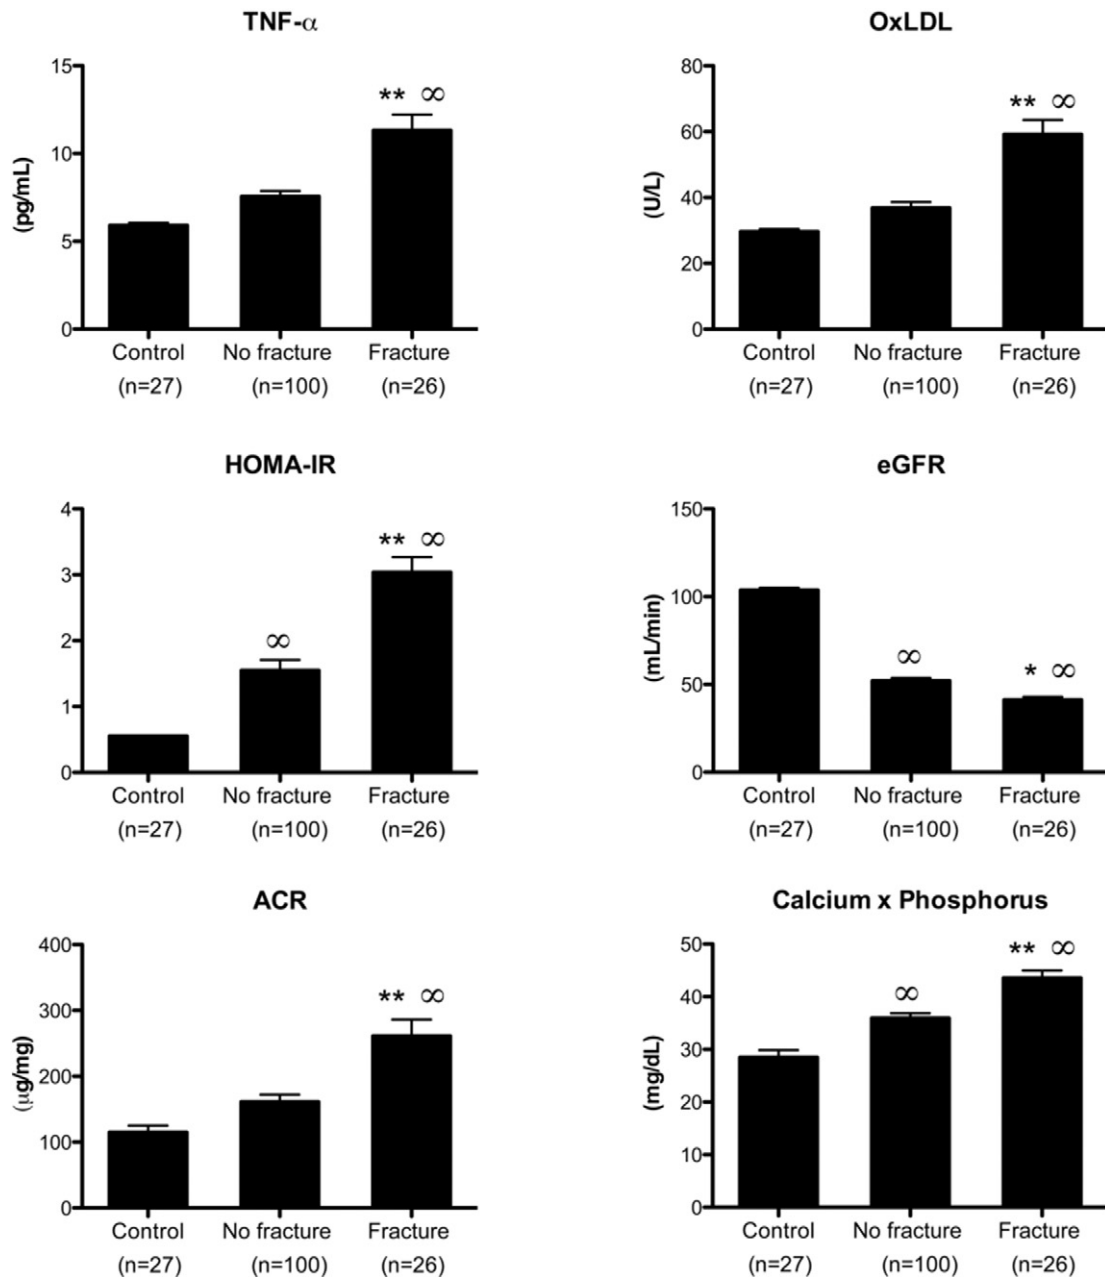 TNF-α
(pg/mL)
15
10
5
0
** ∞
Control No fracture Fracture
(n=27) (n=100) (n=26)
OxLDL
(U/L)
80
60
40
20
0
** ∞
Control No fracture Fracture
(n=27) (n=100) (n=26)
HOMA-IR
4
3
2
1
0
∞
** ∞
Control No fracture Fracture
(n=27) (n=100) (n=26)
eGFR
(mL/min)
150
100
50
0
∞
* ∞
Control No fracture Fracture
(n=27) (n=100) (n=26)
ACR
(µg/mg)
400
300
200
100
0
** ∞
Control No fracture Fracture
(n=27) (n=100) (n=26)
Calcium x Phosphorus
(mg/dL)
50
40
30
20
10
0
∞
** ∞
Control No fracture Fracture
(n=27) (n=100) (n=26)